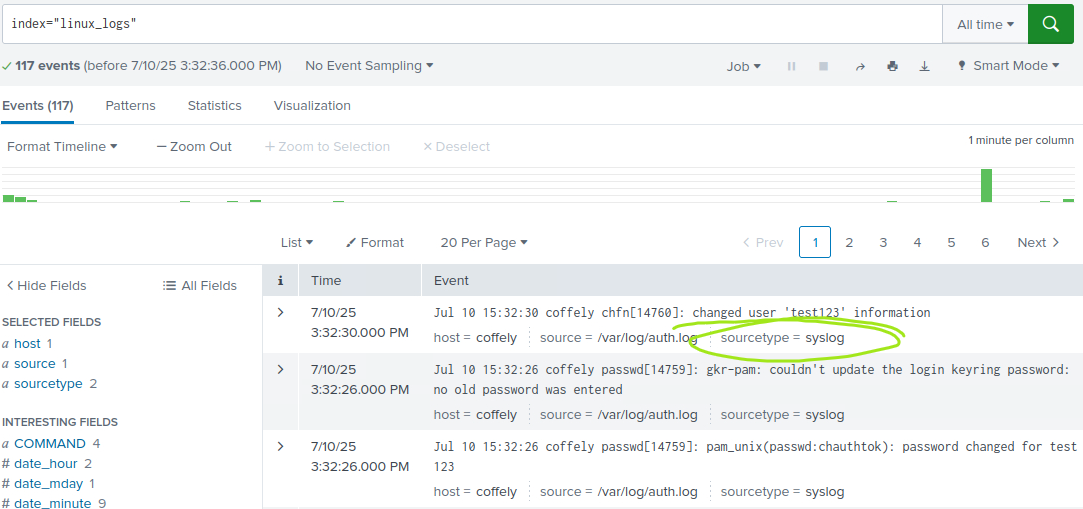 index="linux_logs"
All time
117 events (before 7/10/25 3:32:36.000 PM)
No Event Sampling
Job
Smart Mode
Events (117)
Patterns
Statistics
Visualization
Format Timeline
— Zoom Out
+ Zoom to Selection
× Deselect
1 minute per column
List
Format
20 Per Page
< Prev
1
2
3
4
5
6
Next >
< Hide Fields
All Fields
i
Time
Event
SELECTED FIELDS
a host 1
a source 1
a sourcetype 2
INTERESTING FIELDS
a COMMAND 4
# date_hour 2
# date_mday 1
# date_minute 9
> 7/10/25
3:32:30.000 PM
Jul 10 15:32:30 coffely chfn[14760]: changed user 'test123' information
host = coffely
source = /var/log/auth.log
sourcetype = syslog
> 7/10/25
3:32:26.000 PM
Jul 10 15:32:26 coffely passwd[14759]: gkr-pam: couldn't update the login keyring password:
no old password was entered
host = coffely
source = /var/log/auth.log
sourcetype = syslog
> 7/10/25
3:32:26.000 PM
Jul 10 15:32:26 coffely passwd[14759]: pam_unix(passwd:chauthtok): password changed for test
123
host = coffely
source = /var/log/auth.log
sourcetype = syslog